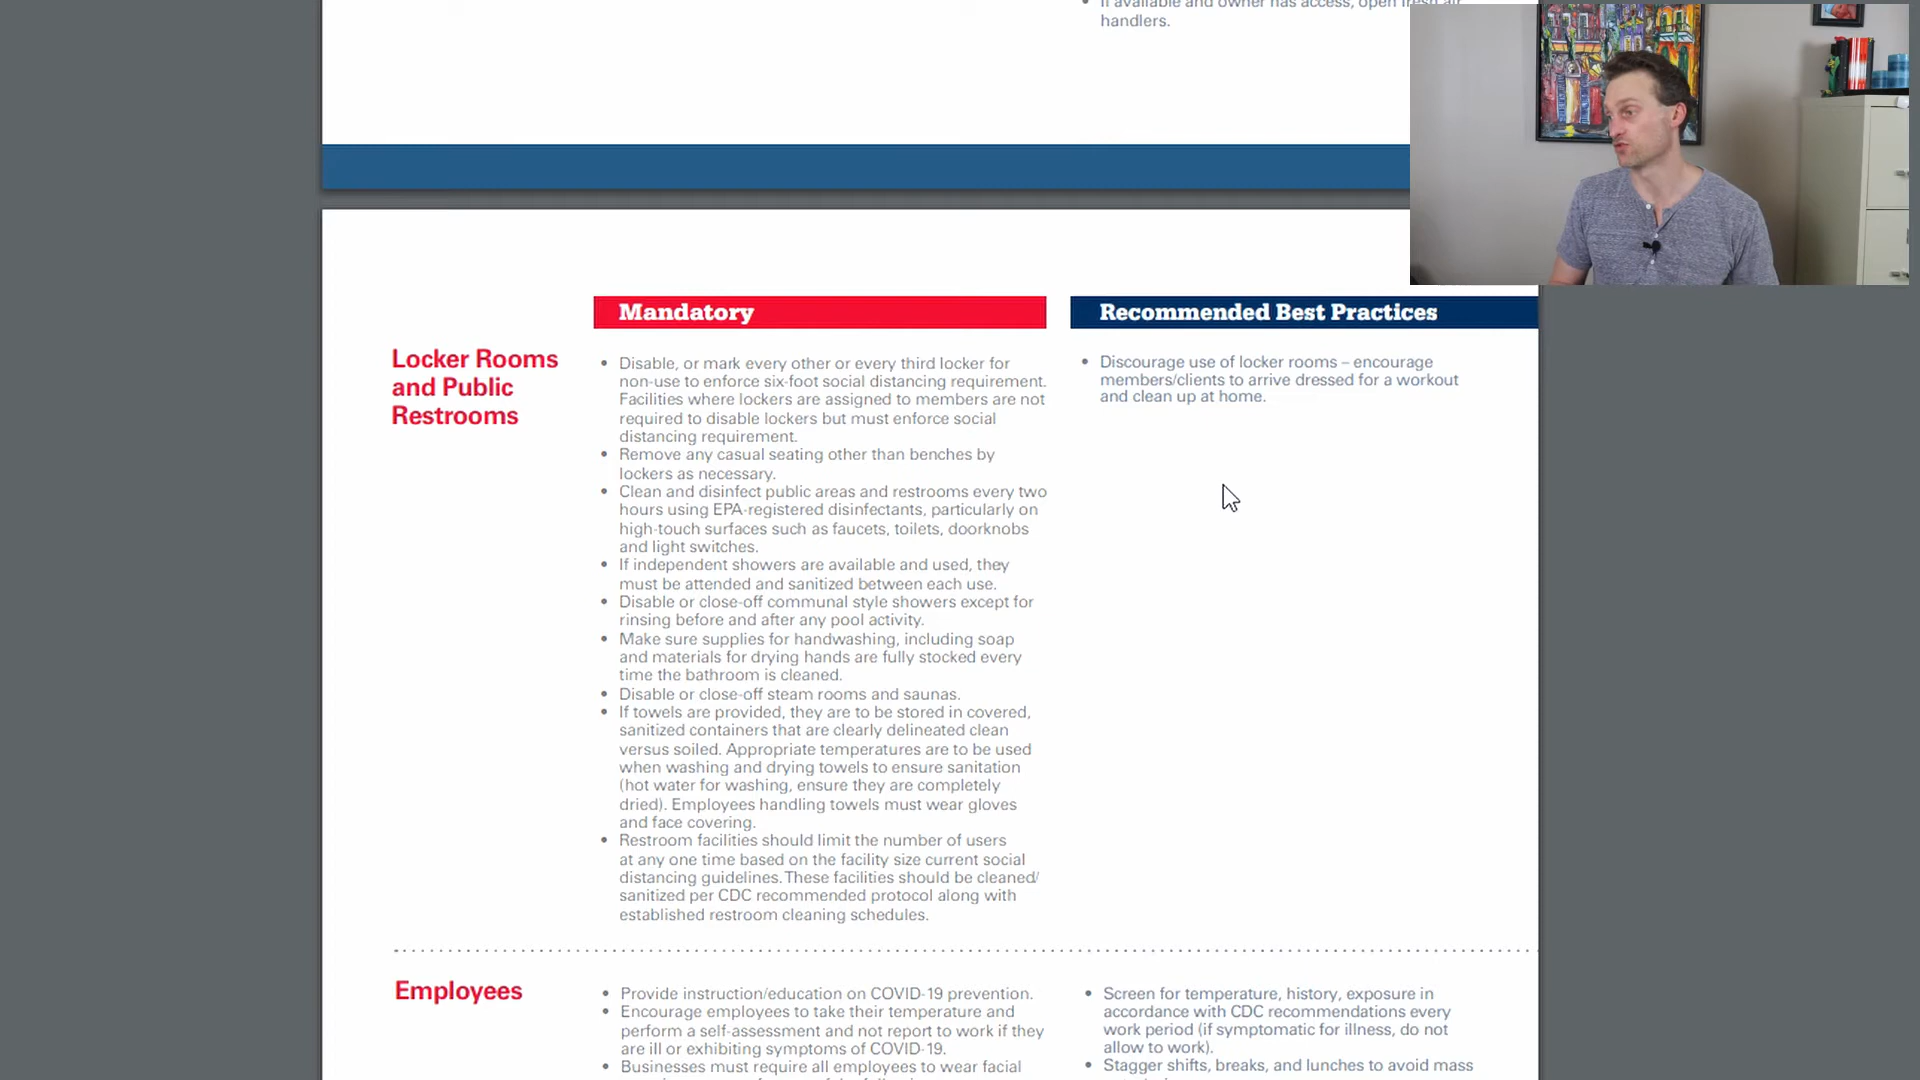 If available and owner has access, open fresh air
handlers.
Mandatory
Recommended Best Practices
Locker Rooms
and Public
Restrooms
• Disable, or mark every other or every third locker for
non-use to enforce six-foot social distancing requirement.
Facilities where lockers are assigned to members are not
required to disable lockers but must enforce social
distancing requirement.
• Remove any casual seating other than benches by
lockers as necessary.
• Clean and disinfect public areas and restrooms every two
hours using EPA-registered disinfectants, particularly on
high-touch surfaces such as faucets, toilets, doorknobs
and light switches.
• If independent showers are available and used, they
must be attended and sanitized between each use.
• Disable or close-off communal style showers except for
rinsing before and after any pool activity.
• Make sure supplies for handwashing, including soap
and materials for drying hands are fully stocked every
time the bathroom is cleaned.
• Disable or close-off steam rooms and saunas.
• If towels are provided, they are to be stored in covered,
sanitized containers that are clearly delineated clean
versus soiled. Appropriate temperatures are to be used
when washing and drying towels to ensure sanitation
(hot water for washing, ensure they are completely
dried). Employees handling towels must wear gloves
and face covering.
• Restroom facilities should limit the number of users
at any one time based on the facility size current social
distancing guidelines. These facilities should be cleaned/
sanitized per CDC recommended protocol along with
established restroom cleaning schedules.
• Discourage use of locker rooms – encourage
members/clients to arrive dressed for a workout
and clean up at home.
Employees
• Provide instruction/education on COVID-19 prevention.
• Encourage employees to take their temperature and
perform a self-assessment and not report to work if they
are ill or exhibiting symptoms of COVID-19.
• Businesses must require all employees to wear facial
• Screen for temperature, history, exposure in
accordance with CDC recommendations every
work period (if symptomatic for illness, do not
allow to work).
• Stagger shifts, breaks, and lunches to avoid mass